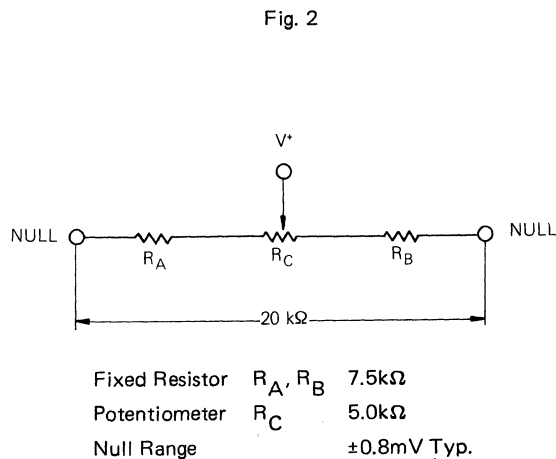 Fig. 2
V+
NULL
NULL
RA
RC
RB
20 kΩ
Fixed Resistor RA, RB 7.5kΩ
Potentiometer RC 5.0kΩ
Null Range ±0.8mV Typ.